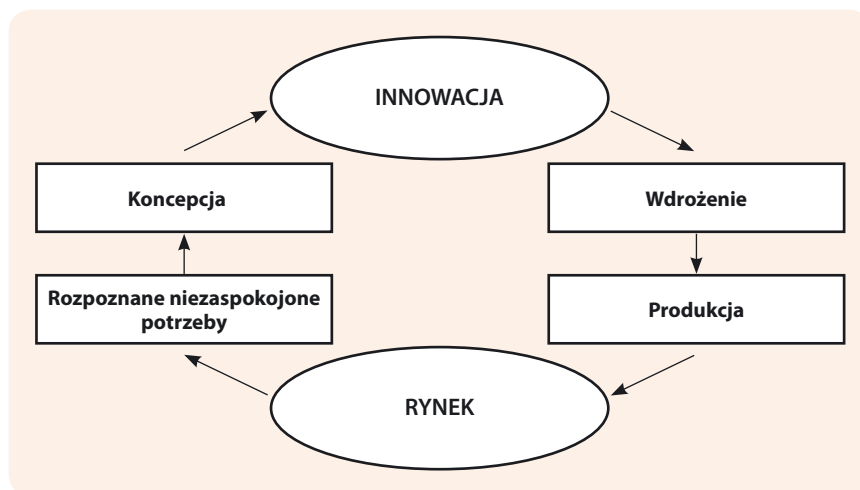 INNOWACJA
Koncepcja
Wdrożenie
Rozpoznane niezaspokojone
potrzeby
Produkcja
RYNEK